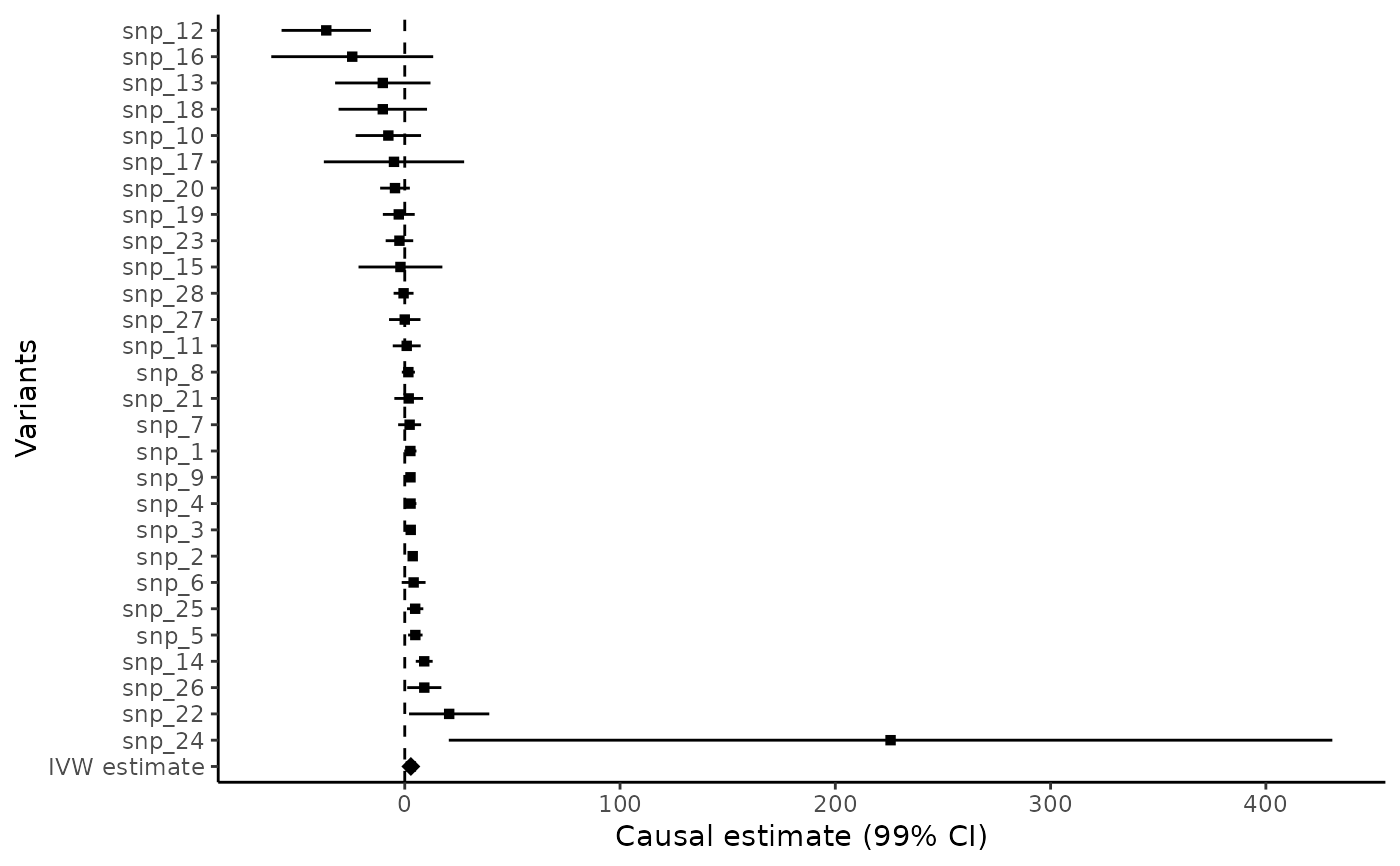 snp_12
snp_16
snp_13
snp_18
snp_10
snp_17
snp_20
snp_19
snp_23
snp_15
snp_28
snp_27
snp_11
snp_8
snp_21
snp_7
snp_1
snp_9
snp_4
snp_3
snp_2
snp_6
snp_25
snp_5
snp_14
snp_26
snp_22
snp_24
IVW estimate
Variants
0 100 200 300 400
Causal estimate (99% CI)